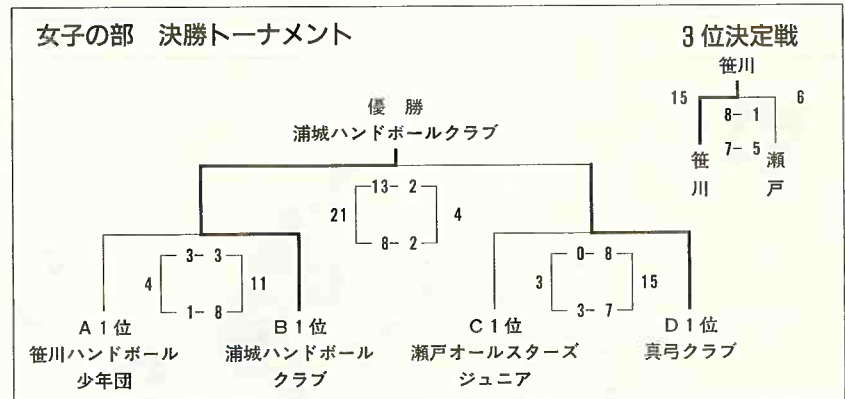 女子の部 決勝トーナメント
3位決定戦
笹川
15 6
8- 1
7- 5
笹川 瀬戸
優 勝
浦城ハンドボールクラブ
13- 2
21 4
8- 2
3- 3
4 11
1- 8
0- 8
3 15
3- 7
A1位 B1位 C1位 D1位
笹川ハンドボール 浦城ハンドボール 瀬戸オールスターズ 真弓クラブ
少年団 クラブ ジュニア